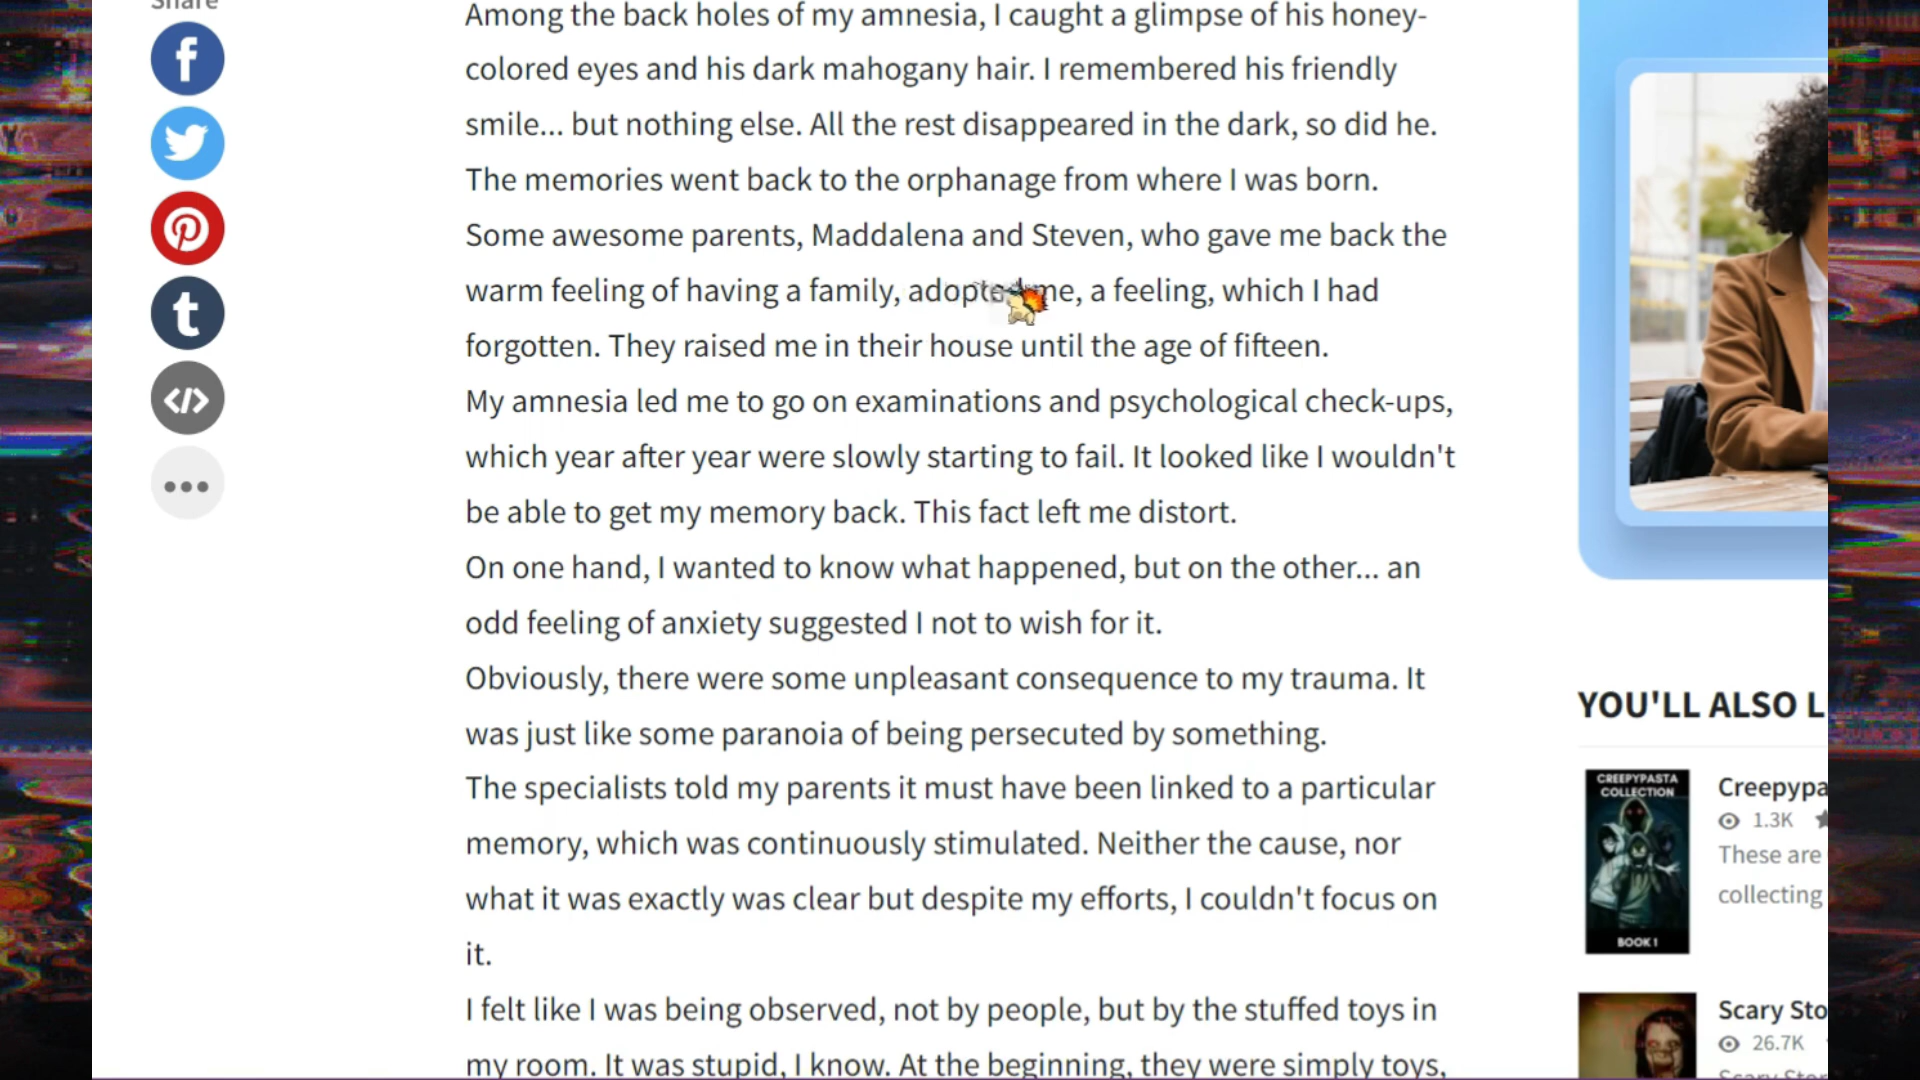 Share
Among the back holes of my amnesia, I caught a glimpse of his honey-
colored eyes and his dark mahogany hair. I remembered his friendly
smile... but nothing else. All the rest disappeared in the dark, so did he.
The memories went back to the orphanage from where I was born.
Some awesome parents, Maddalena and Steven, who gave me back the
warm feeling of having a family, adopted me, a feeling, which I had
forgotten. They raised me in their house until the age of fifteen.
My amnesia led me to go on examinations and psychological check-ups,
which year after year were slowly starting to fail. It looked like I wouldn't
be able to get my memory back. This fact left me distort.
On one hand, I wanted to know what happened, but on the other... an
odd feeling of anxiety suggested I not to wish for it.
Obviously, there were some unpleasant consequence to my trauma. It
was just like some paranoia of being persecuted by something.
The specialists told my parents it must have been linked to a particular
memory, which was continuously stimulated. Neither the cause, nor
what it was exactly was clear but despite my efforts, I couldn't focus on
it.
I felt like I was being observed, not by people, but by the stuffed toys in
my room. It was stupid, I know. At the beginning, they were simply toys,
YOU'LL ALSO L
CREEPYPASTA
COLLECTION
BOOK 1
Creepypa
1.3K
These are
collecting
Scary Sto
26.7K
Scary Stor